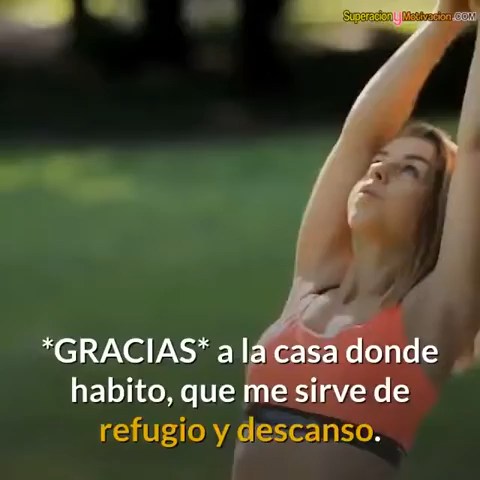 SuperacionyMotivacion.COM
*GRACIAS* a la casa donde
habito, que me sirve de
refugio y descanso.